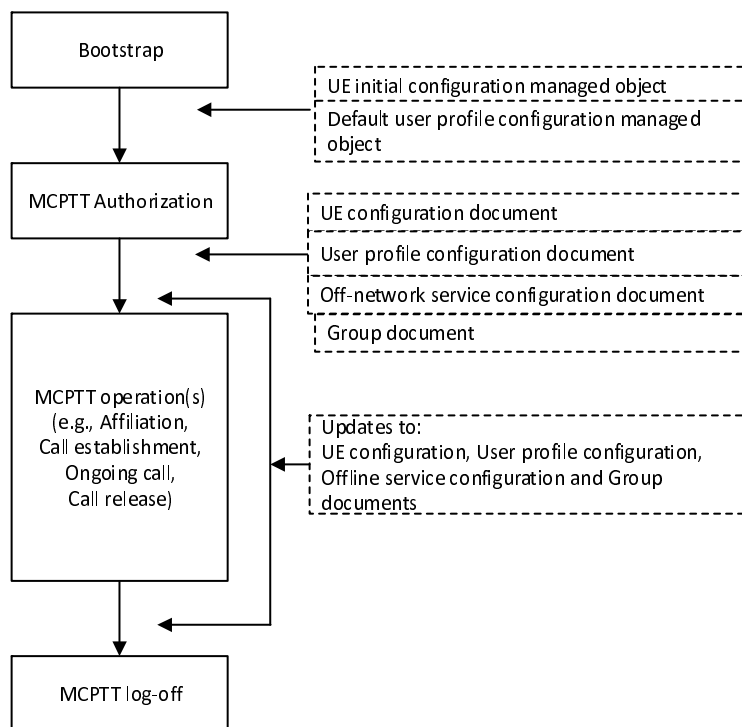 Bootstrap
UE initial configuration managed object
Default user profile configuration managed
object
MCPTT Authorization
UE configuration document
User profile configuration document
Off-network service configuration document
Group document
MCPTT operation(s)
(e.g., Affiliation,
Call establishment,
Ongoing call,
Call release)
Updates to:
UE configuration, User profile configuration,
Offline service configuration and Group
documents
MCPTT log-off